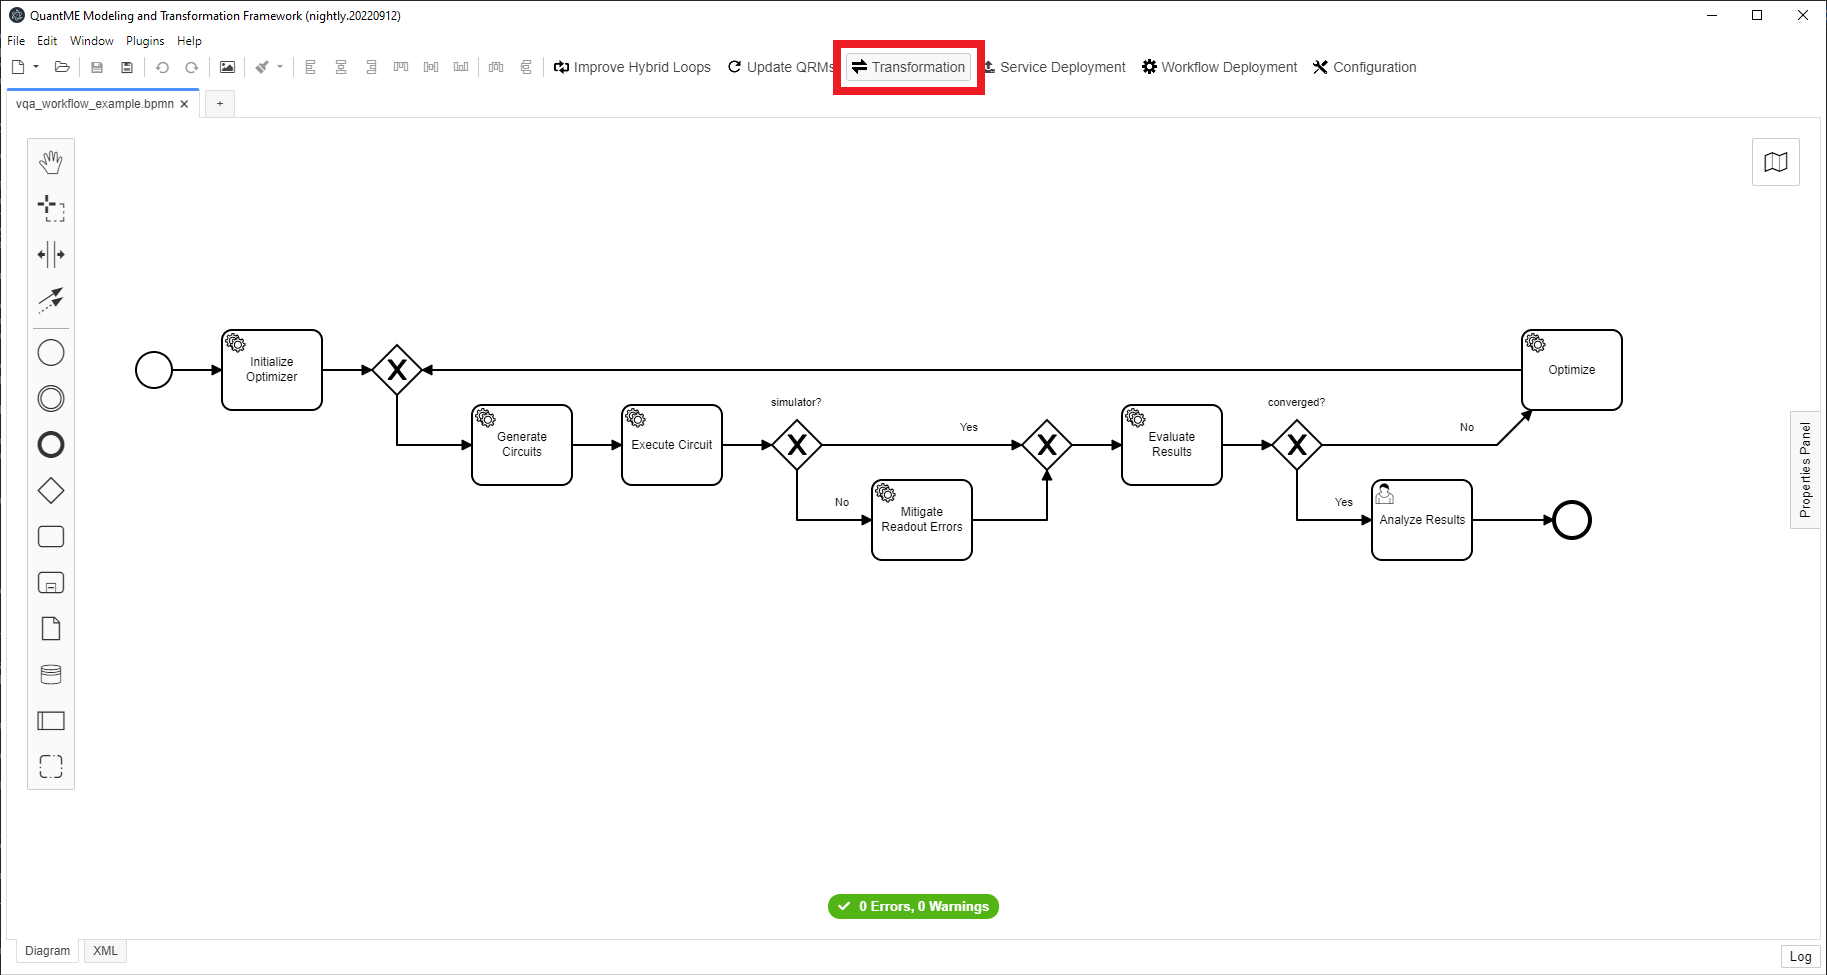 QuantME Modeling and Transformation Framework (nightly.20220912)
File Edit Window Plugins Help
Improve Hybrid Loops Update QRMs Transformation Service Deployment Workflow Deployment Configuration
vqa_workflow_example.bpmn × +
Initialize
Optimizer
Optimize
simulator?
converged?
Generate
Circuits
Execute Circuit
Yes
Evaluate
Results
No
No
Mitigate
Readout Errors
Yes
Analyze Results
Properties Panel
0 Errors, 0 Warnings
Diagram XML
Log